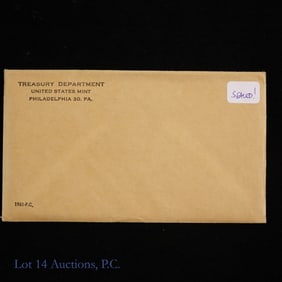 TREASURY DEPARTMENT
UNITED STATES MINT
PHILADELPHIA 30, PA.
SEALED!
1961-P.C.
Lot 14 Auctions, P.C.